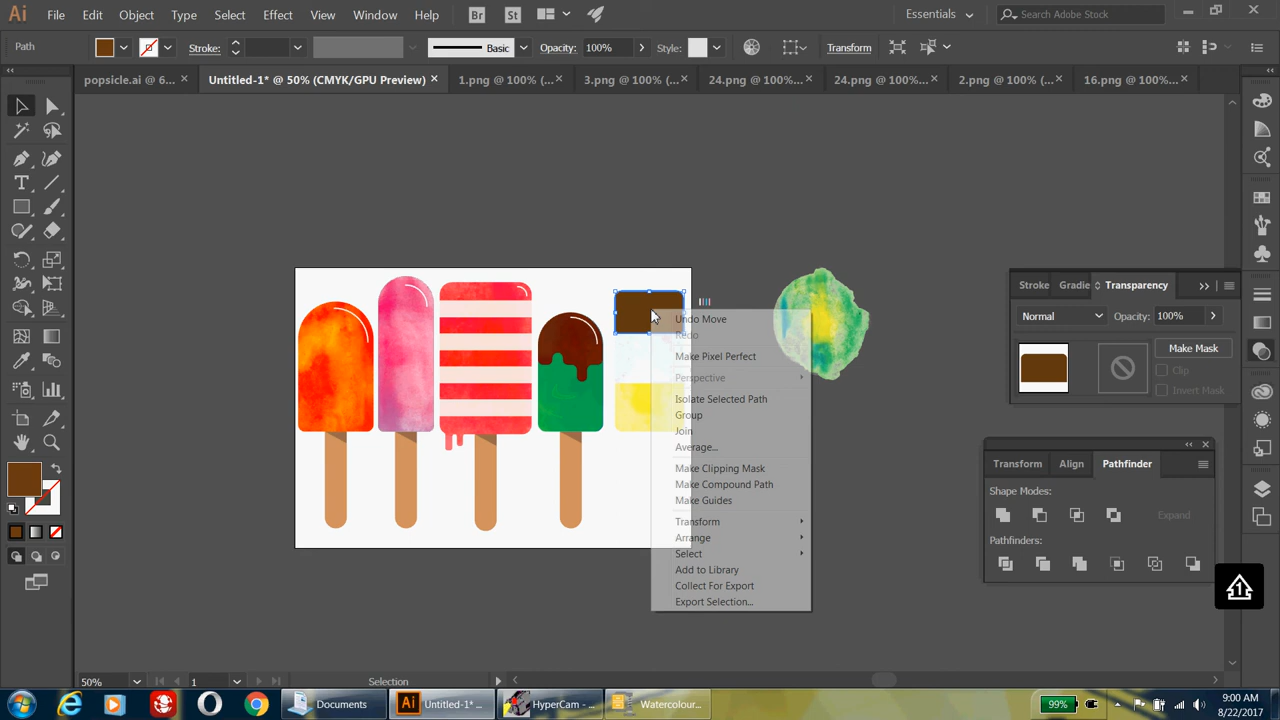 Ai File Edit Object Type Select Effect View Window Help Br St Essentials Search Adobe Stock
Path Stroke: Basic Opacity: 100% Style: Transform
popsicle.ai @ 6... × Untitled-1* @ 50% (CMYK/GPU Preview) × 1.png @ 100% (... × 3.png @ 100% (... × 24.png @ 100%... × 24.png @ 100%... × 2.png @ 100% (... × 16.png @ 100%... ×
Undo Move
Redo
Make Pixel Perfect
Perspective
Isolate Selected Path
Group
Join
Average...
Make Clipping Mask
Make Compound Path
Make Guides
Transform
Arrange
Select
Add to Library
Collect For Export
Export Selection...
Stroke Gradie Transparency
Normal Opacity: 100%
Make Mask
Clip
Invert Mask
Transform Align Pathfinder
Shape Modes:
Expand
Pathfinders:
1
50% 1 Selection
Documents Ai Untitled-1* ... HyperCam - ... Watercolour... 99% 9:00 AM
8/22/2017